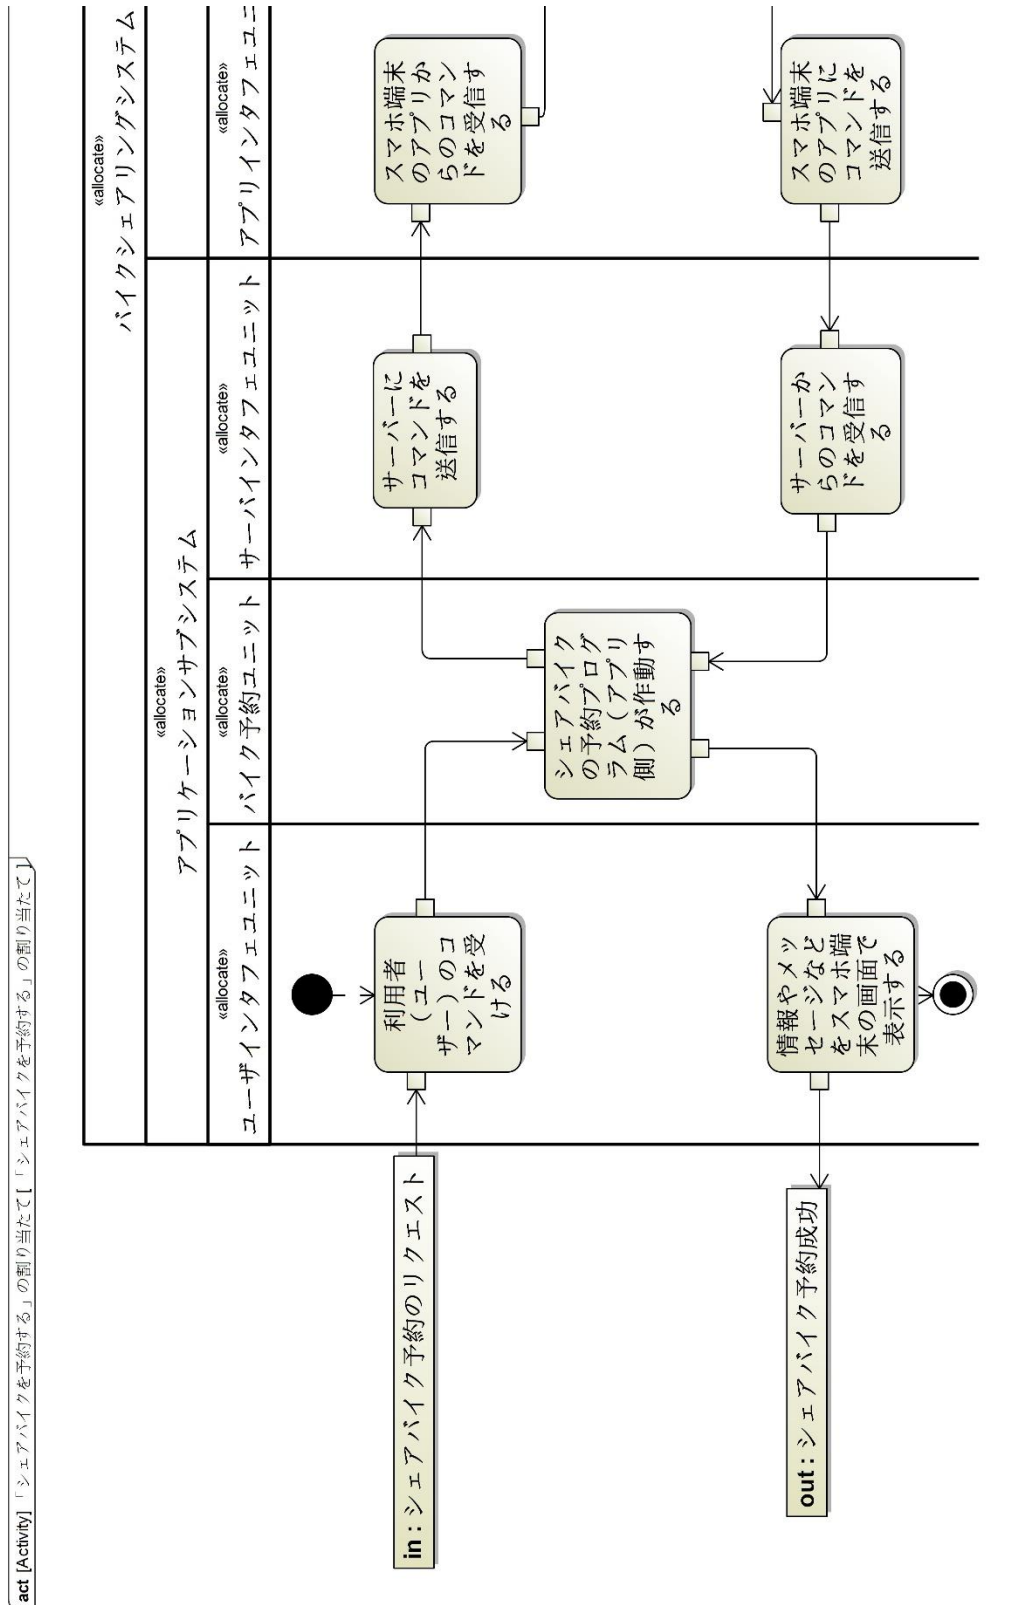 act [Activity] 「シェアバイクを予約する」の割り当て[ 「シェアバイクを予約する」の割り当て ]
«allocate»
バイクシェアリングシステム
«allocate»
アプリケーションサブシステム
«allocate»
ユーザインタフェユニット
«allocate»
バイク予約ユニット
«allocate»
サーバインタフェユニット
«allocate»
アプリインタフェユニ
in : シェアバイク予約のリクエスト
利用者
(ユー
ザー)のコ
マンドを受
ける
シェアバイク
の予約プログ
ラム(アプリ
側)が作動す
る
サーバーに
コマンドを
送信する
スマホ端末
のアプリか
らのコマン
ドを受信す
る
out : シェアバイク予約成功
情報やメッ
セージなど
をスマホ端
末の画面で
表示する
サーバーか
らのコマン
ドを受信す
る
スマホ端末
のアプリに
コマンドを
送信する